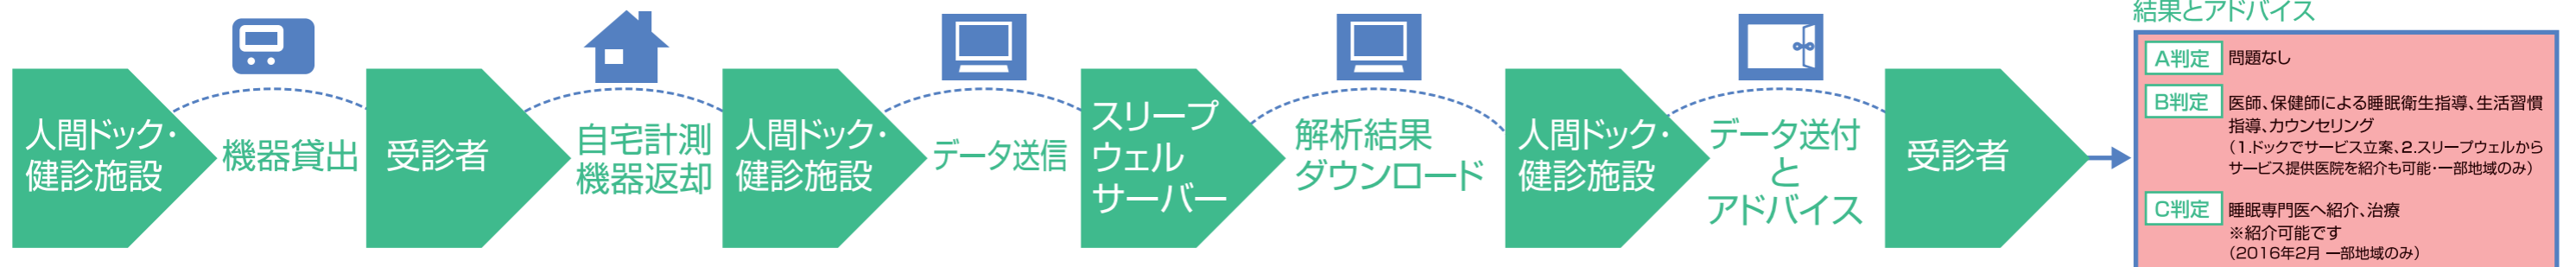 人間ドック・
健診施設
機器貸出
受診者
自宅計測
機器返却
人間ドック・
健診施設
データ送信
スリープ
ウェル
サーバー
解析結果
ダウンロード
人間ドック・
健診施設
データ送付
と
アドバイス
受診者
結果とアドバイス
A判定 問題なし
B判定 医師、保健師による睡眠衛生指導、生活習慣
指導、カウンセリング
（1.ドックでサービス立案、2.スリープウェルから
サービス提供医院を紹介も可能・一部地域のみ）
C判定 睡眠専門医へ紹介、治療
※紹介可能です
（2016年2月 一部地域のみ）